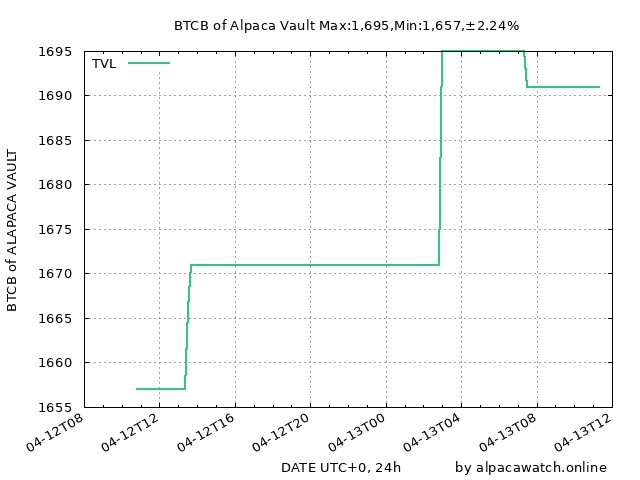 BTCB of Alpaca Vault Max:1,695,Min:1,657,±2.24%
TVL
1695
1690
1685
1680
1675
1670
1665
1660
1655
BTCB of ALAPACA VAULT
04-12T08
04-12T12
04-12T16
04-12T20
04-13T00
04-13T04
04-13T08
04-13T12
DATE UTC+0, 24h
by alpacawatch.online